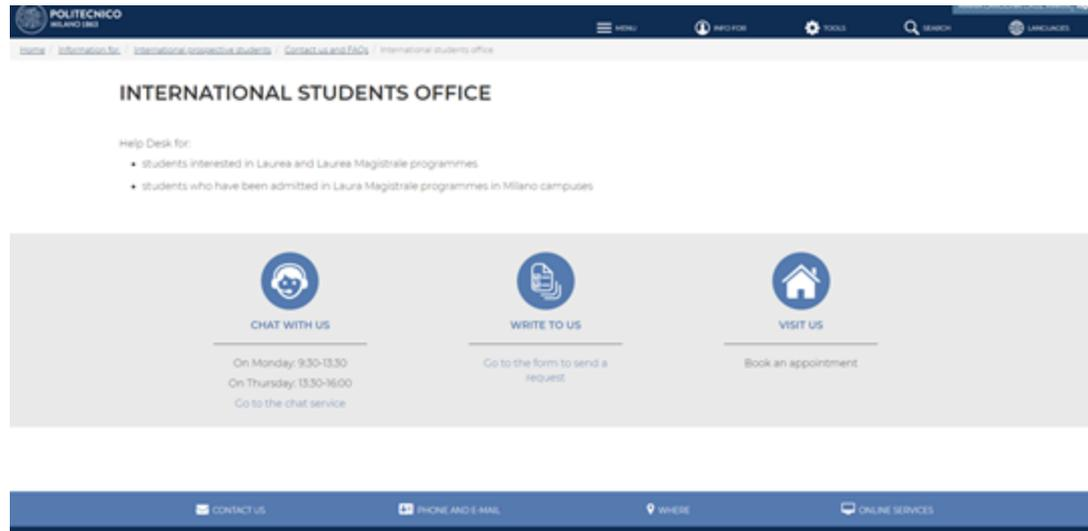 POLITECNICO
MILANO 1863
MENU
INFO FOR
TOOLS
SEARCH
LANGUAGES
Home / Information for: / International prospective students / Contact us and FAQs / International students office
INTERNATIONAL STUDENTS OFFICE
Help Desk for:
• students interested in Laurea and Laurea Magistrale programmes
• students who have been admitted in Laura Magistrale programmes in Milano campuses
CHAT WITH US
On Monday: 9:30-13:30
On Thursday: 13:30-16:00
Go to the chat service
WRITE TO US
Go to the form to send a
request
VISIT US
Book an appointment
CONTACT US
PHONE AND E-MAIL
WHERE
ONLINE SERVICES